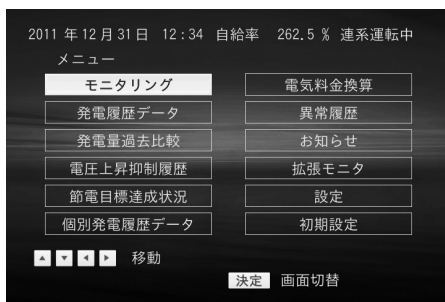 2011 年 12 月 31 日 12 : 34 自給率 262. 5 % 連系運転中
メニュー
モニタリング 電気料金換算
発電履歴データ 異常履歴
発電量過去比較 お知らせ
電圧上昇抑制履歴 拡張モニタ
節電目標達成状況 設定
個別発電履歴データ 初期設定
▲ ▼ ◀ ▶ 移動
決定 画面切替